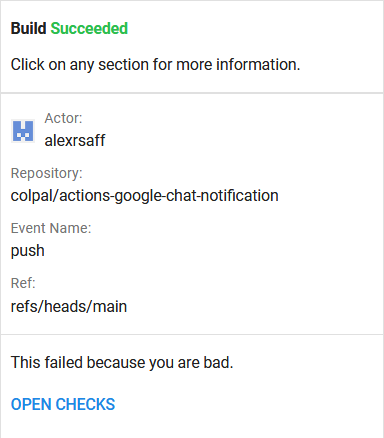 Build Succeeded
Click on any section for more information.
Actor:
alexrsaff
Repository:
colpal/actions-google-chat-notification
Event Name:
push
Ref:
refs/heads/main
This failed because you are bad.
OPEN CHECKS